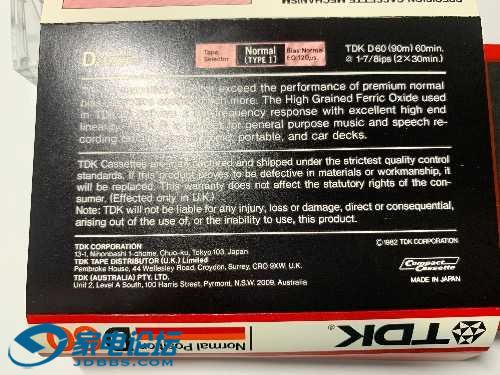 PRECISION CASSETTE MECHANISM
D
Tape Selector
Normal [TYPE I]
Bias Normal EQ 120µs
TDK D60 (90m) 60min.
@ 1-7/8ips (2×30min.)
exceed the performance of premium normal
more. The High Grained Ferric Oxide used
frequency response with excellent high end
for general purpose music and speech re-
cording portable, and car decks.
TDK Cassettes are manufactured and shipped under the strictest quality control
standards. If this product proves to be defective in materials or workmanship, it
will be replaced. This warranty does not affect the statutory rights of the con-
sumer. (Effected only in U.K.)
Note: TDK will not be liable for any injury, loss or damage, direct or consequential,
arising out of the use of, or the inability to use, this product.
©1982 TDK CORPORATION
TDK CORPORATION
13-1, Nihonbashi 1-chome, Chuo-ku, Tokyo 103, Japan
TDK TAPE DISTRIBUTOR (U.K.) Limited
Pembroke House, 44 Wellesley Road, Croydon, Surrey, CRO 9XW, U.K.
TDK (AUSTRALIA) PTY. LTD.
Unit 2, Level A South, 100 Harris Street, Pyrmont, N.S.W. 2009, Australia
Compact Cassette
MADE IN JAPAN
TDK
Normal Position
家电论坛
JDBBS.COM